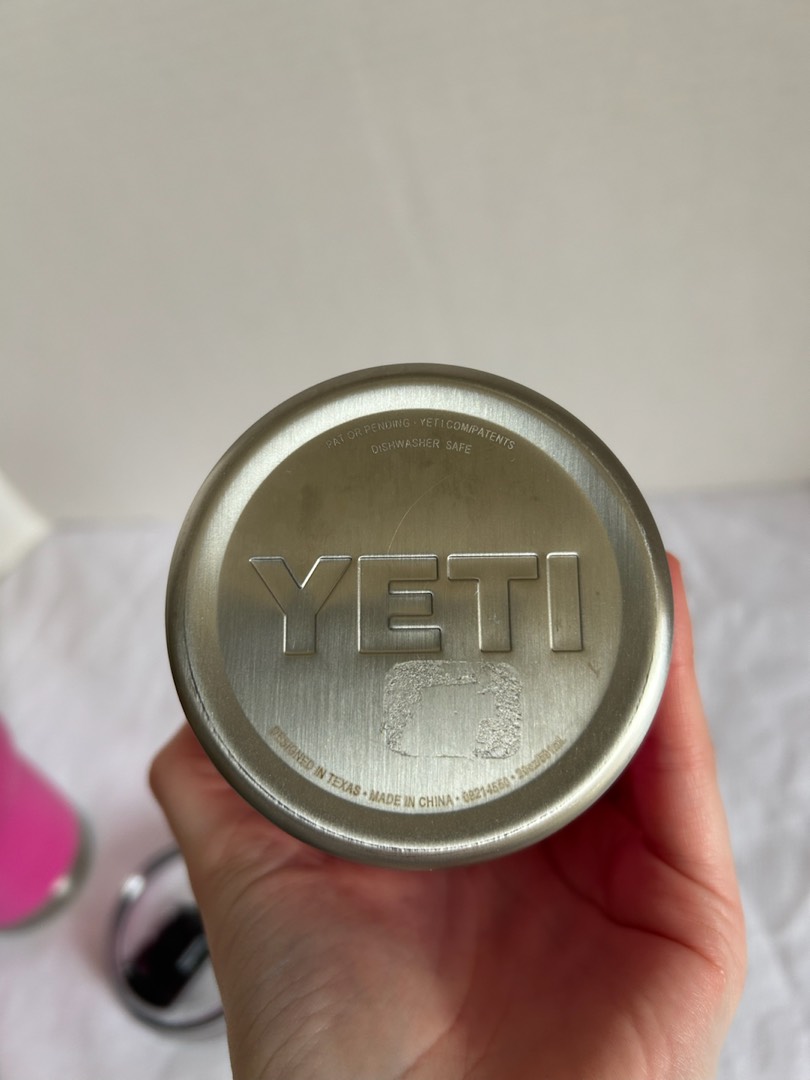 PAT OR PENDING · YETI.COM/PATENTS
DISHWASHER SAFE
YETI
DESIGNED IN TEXAS • MADE IN CHINA •